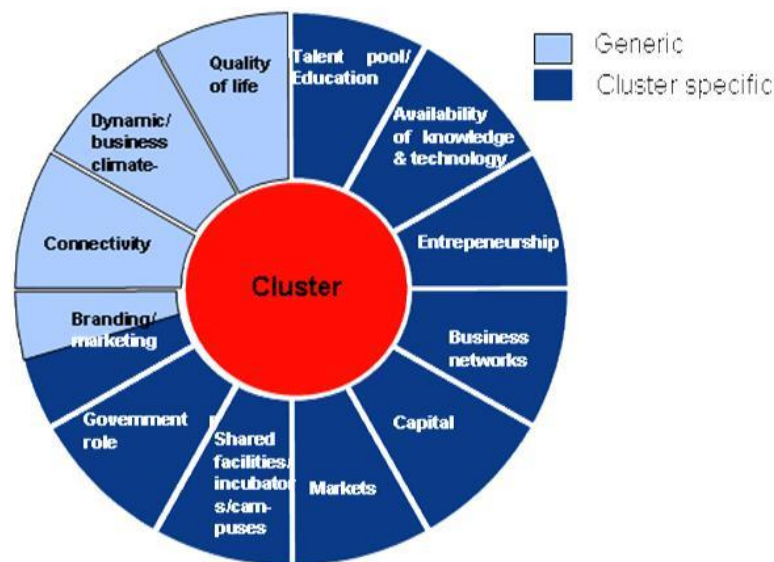 Generic
Cluster specific
Quality
of life
Talent pool/
Education
Dynamic/
business
climate-
Availability
of knowledge
& technology
Connectivity
Entrepeneurship
Cluster
Branding/
marketing
Business
networks
Government
role
Capital
Shared
facilities/
incubator
s/cam-
puses
Markets